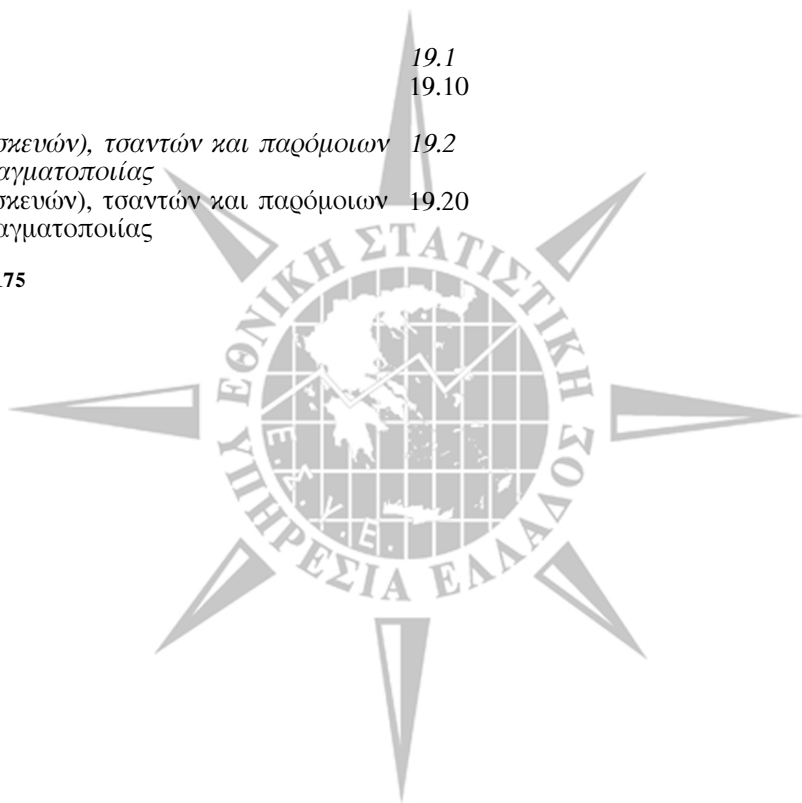 19.1
19.10
σκευών), τσαντών και παρόμοιων 19.2
αγματοποιίας
σκευών), τσαντών και παρόμοιων 19.20
αγματοποιίας
175
ΕΘΝΙΚΗ ΣΤΑΤΙΣΤΙΚΗ
ΥΠΗΡΕΣΙΑ ΕΛΛΑΔΟΣ
Ε.Σ.Υ.Ε.